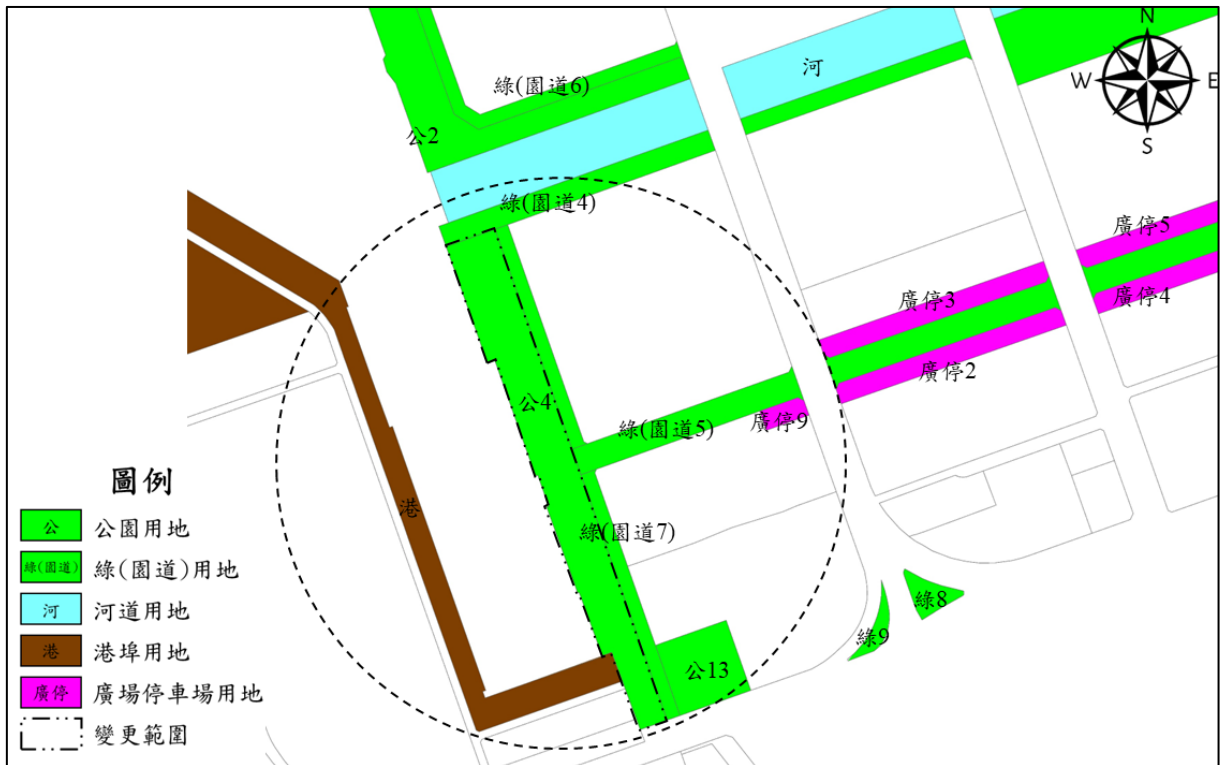 N
W
E
S
河
綠(園道6)
公2
綠(園道4)
廣停5
廣停4
廣停3
廣停2
公4
綠(園道5)
廣停9
港
綠(園道7)
綠8
綠9
公13
圖例
公 公園用地
綠(園道) 綠(園道)用地
河 河道用地
港 港埠用地
廣停 廣場停車場用地
變更範圍